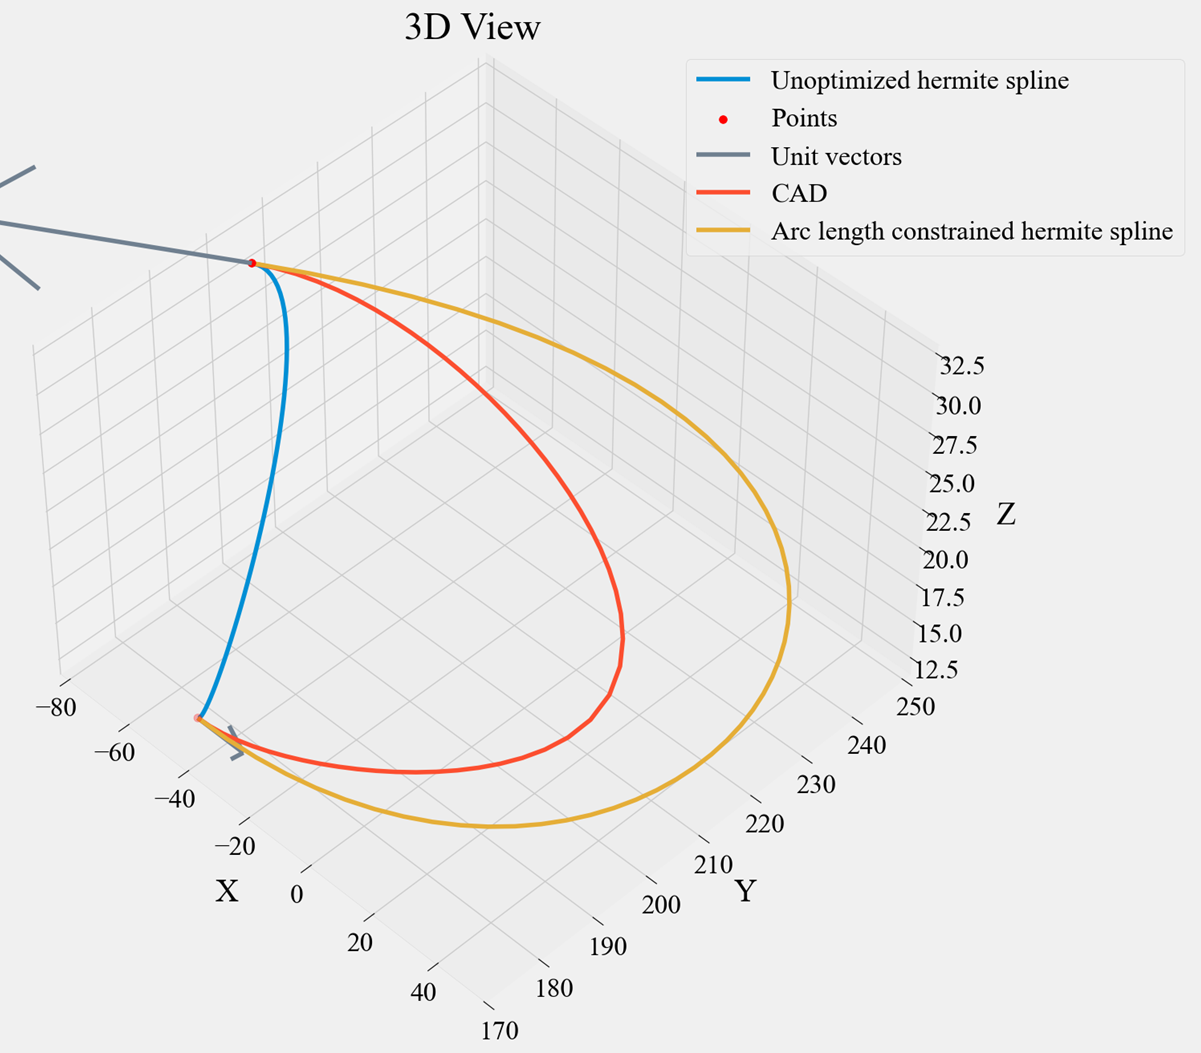 3D View
Unoptimized hermite spline
Points
Unit vectors
CAD
Arc length constrained hermite spline
32.5
30.0
27.5
25.0
22.5
20.0
17.5
15.0
12.5
Z
−80
−60
−40
−20
0
20
40
X
250
240
230
220
210
200
190
180
170
Y